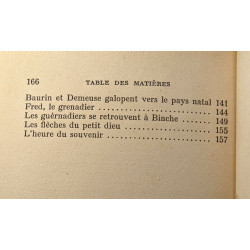 166 TABLE DES MATIÈRES
Baurin et Demeuse galopent vers le pays natal 141
Fred, le grenadier 144
Les guérnadiers se retrouvent à Binche 149
Les flèches du petit dieu 155
L'heure du souvenir 157